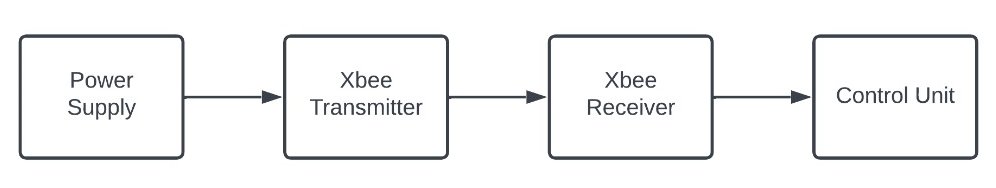 Power
Supply
Xbee
Transmitter
Xbee
Receiver
Control Unit